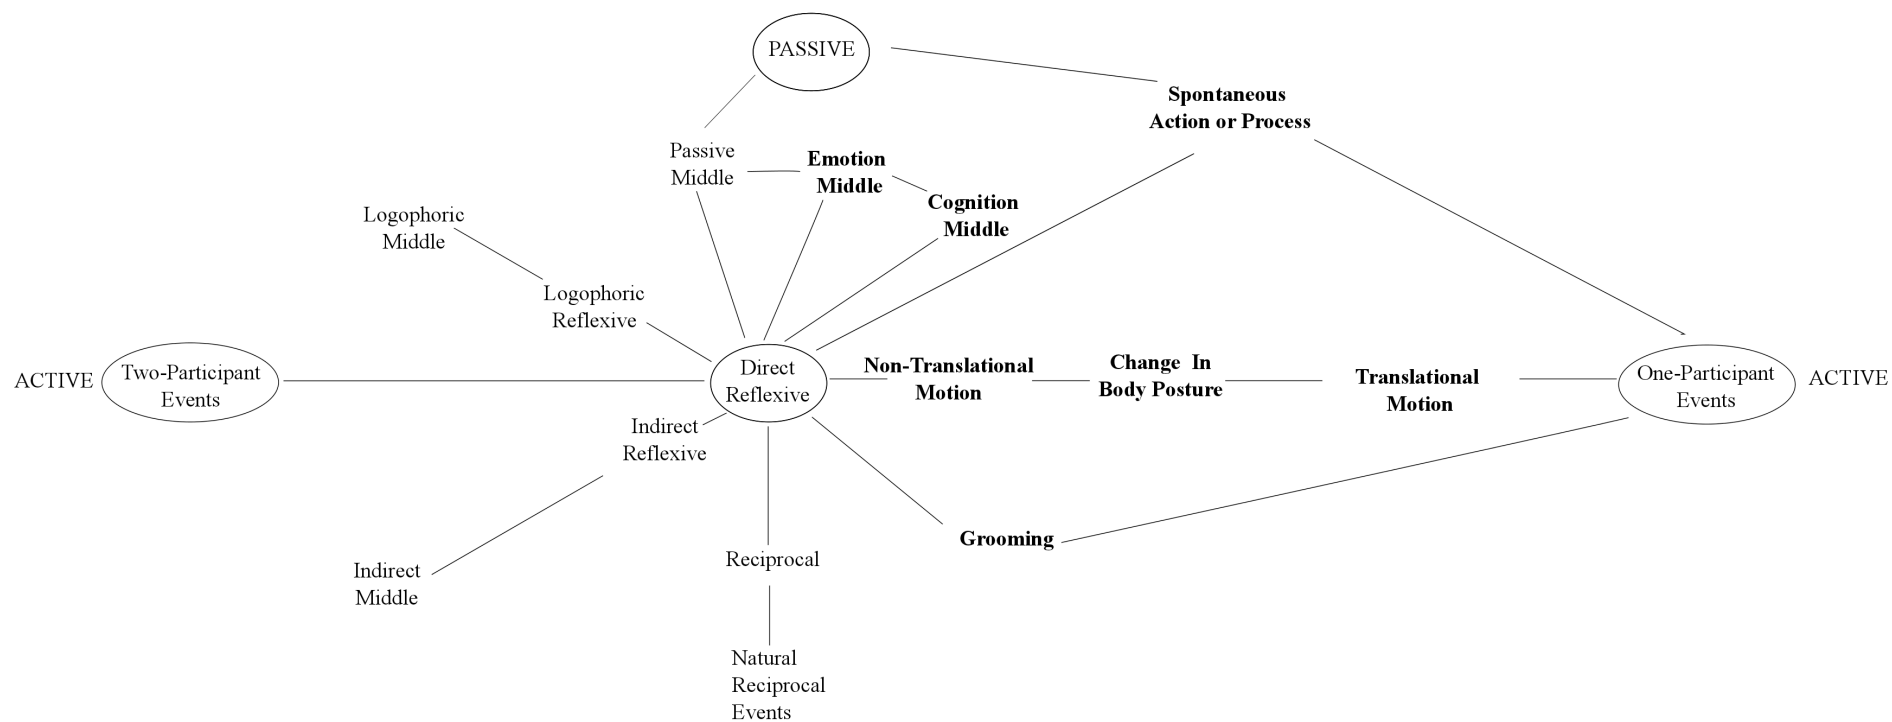 PASSIVE
Spontaneous
Action or Process
Passive
Middle
Emotion
Middle
Cognition
Middle
Logophoric
Middle
Logophoric
Reflexive
ACTIVE
Two-Participant
Events
Direct
Reflexive
Non-Translational
Motion
Change In
Body Posture
Translational
Motion
One-Participant
Events
ACTIVE
Indirect
Reflexive
Grooming
Reciprocal
Indirect
Middle
Natural
Reciprocal
Events